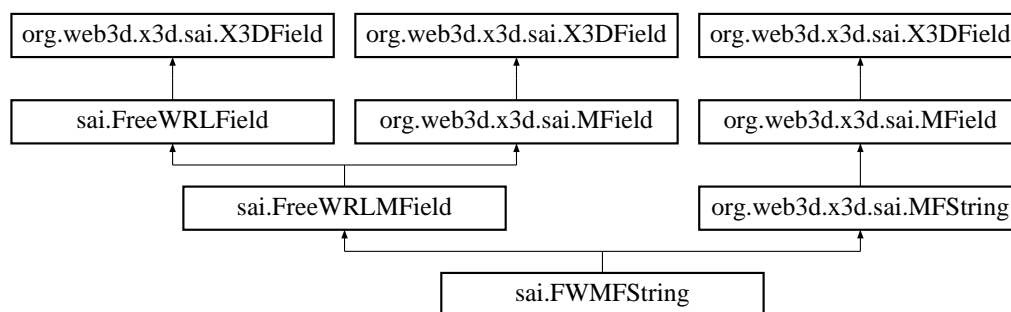 org.web3d.x3d.sai.X3DField org.web3d.x3d.sai.X3DField org.web3d.x3d.sai.X3DField
sai.FreeWRLField org.web3d.x3d.sai.MField org.web3d.x3d.sai.MField
sai.FreeWRLMField org.web3d.x3d.sai.MFString
sai.FWMFString